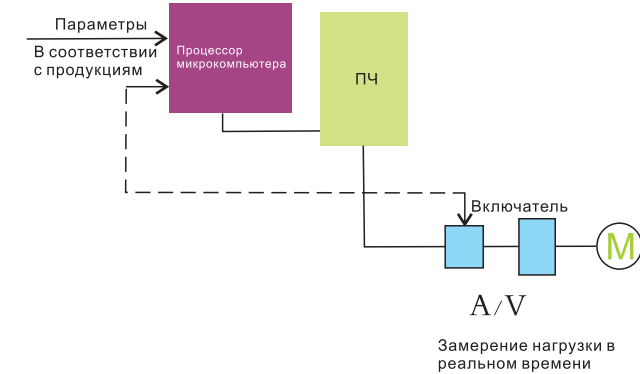 Параметры
В соответствии
с продукциям
Процессор
микрокомпьютера
ПЧ
Включатель
М
A/V
Замерение нагрузки в
реальном времени